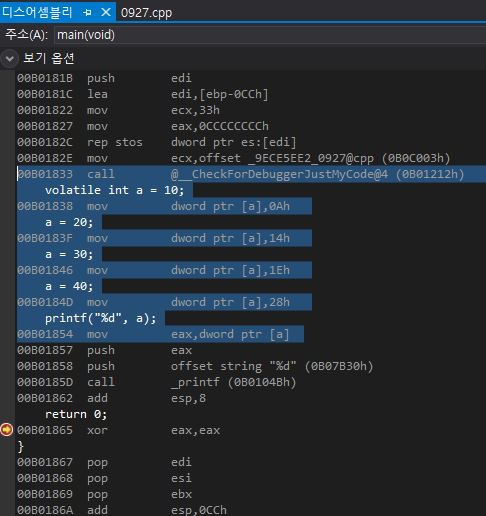 디스어셈블리 0927.cpp
주소(A): main(void)
보기 옵션
00B0181B push edi
00B0181C lea edi,[ebp-0CCh]
00B01822 mov ecx,33h
00B01827 mov eax,0CCCCCCCCh
00B0182C rep stos dword ptr es:[edi]
00B0182E mov ecx,offset _9ECE5EE2_0927@cpp (0B0C003h)
00B01833 call @__CheckForDebuggerJustMyCode@4 (0B01212h)
volatile int a = 10;
00B01838 mov dword ptr [a],0Ah
a = 20;
00B0183F mov dword ptr [a],14h
a = 30;
00B01846 mov dword ptr [a],1Eh
a = 40;
00B0184D mov dword ptr [a],28h
printf("%d", a);
00B01854 mov eax,dword ptr [a]
00B01857 push eax
00B01858 push offset string "%d" (0B07B30h)
00B0185D call _printf (0B0104Bh)
00B01862 add esp,8
return 0;
00B01865 xor eax,eax
}
00B01867 pop edi
00B01868 pop esi
00B01869 pop ebx
00B0186A add esp,0CCh